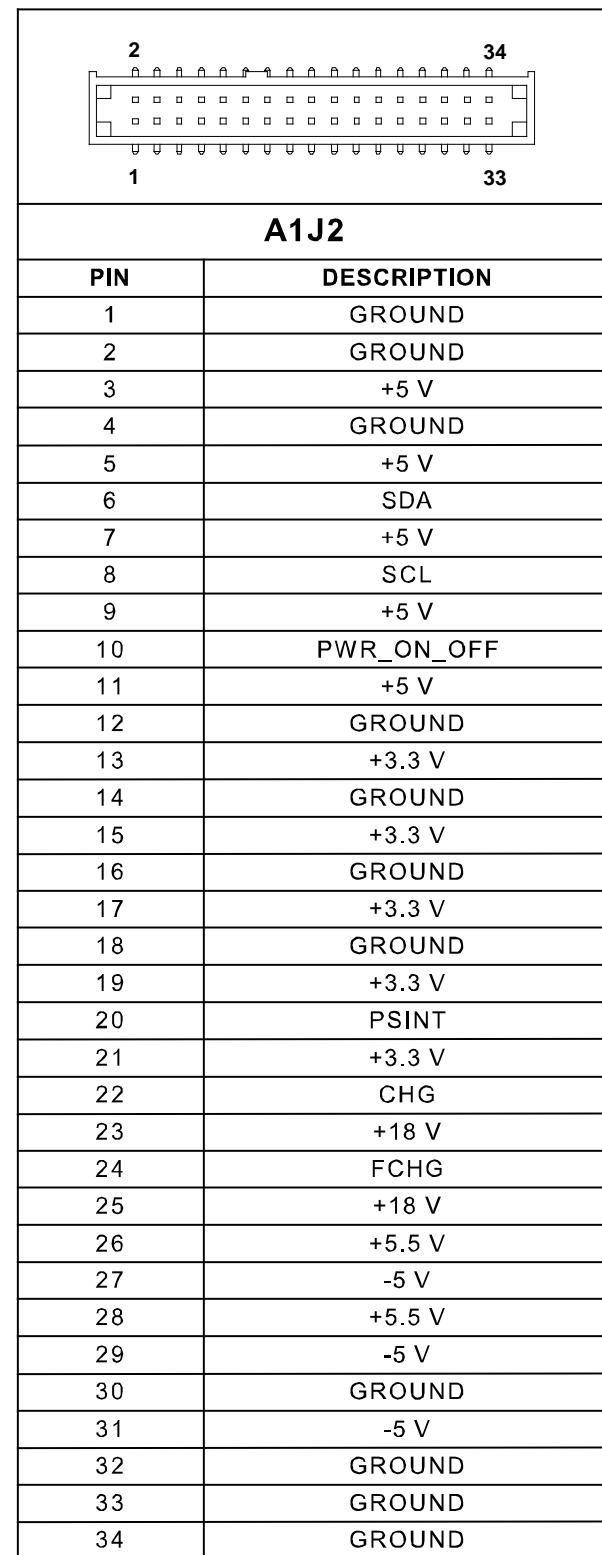 2 34
1 33
A1J2
PIN DESCRIPTION
1 GROUND
2 GROUND
3 +5 V
4 GROUND
5 +5 V
6 SDA
7 +5 V
8 SCL
9 +5 V
10 PWR_ON_OFF
11 +5 V
12 GROUND
13 +3.3 V
14 GROUND
15 +3.3 V
16 GROUND
17 +3.3 V
18 GROUND
19 +3.3 V
20 PSINT
21 +3.3 V
22 CHG
23 +18 V
24 FCHG
25 +18 V
26 +5.5 V
27 -5 V
28 +5.5 V
29 -5 V
30 GROUND
31 -5 V
32 GROUND
33 GROUND
34 GROUND